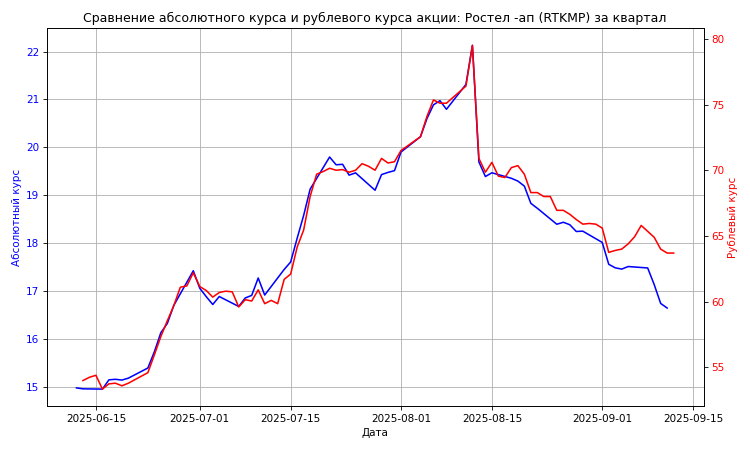 Сравнение абсолютного курса и рублевого курса акции: Ростел -ап (RTKMP) за квартал
22
21
20
19
18
17
16
15
Абсолютный курс
80
75
70
65
60
55
Рублевый курс
2025-06-15 2025-07-01 2025-07-15 2025-08-01 2025-08-15 2025-09-01 2025-09-15
Дата